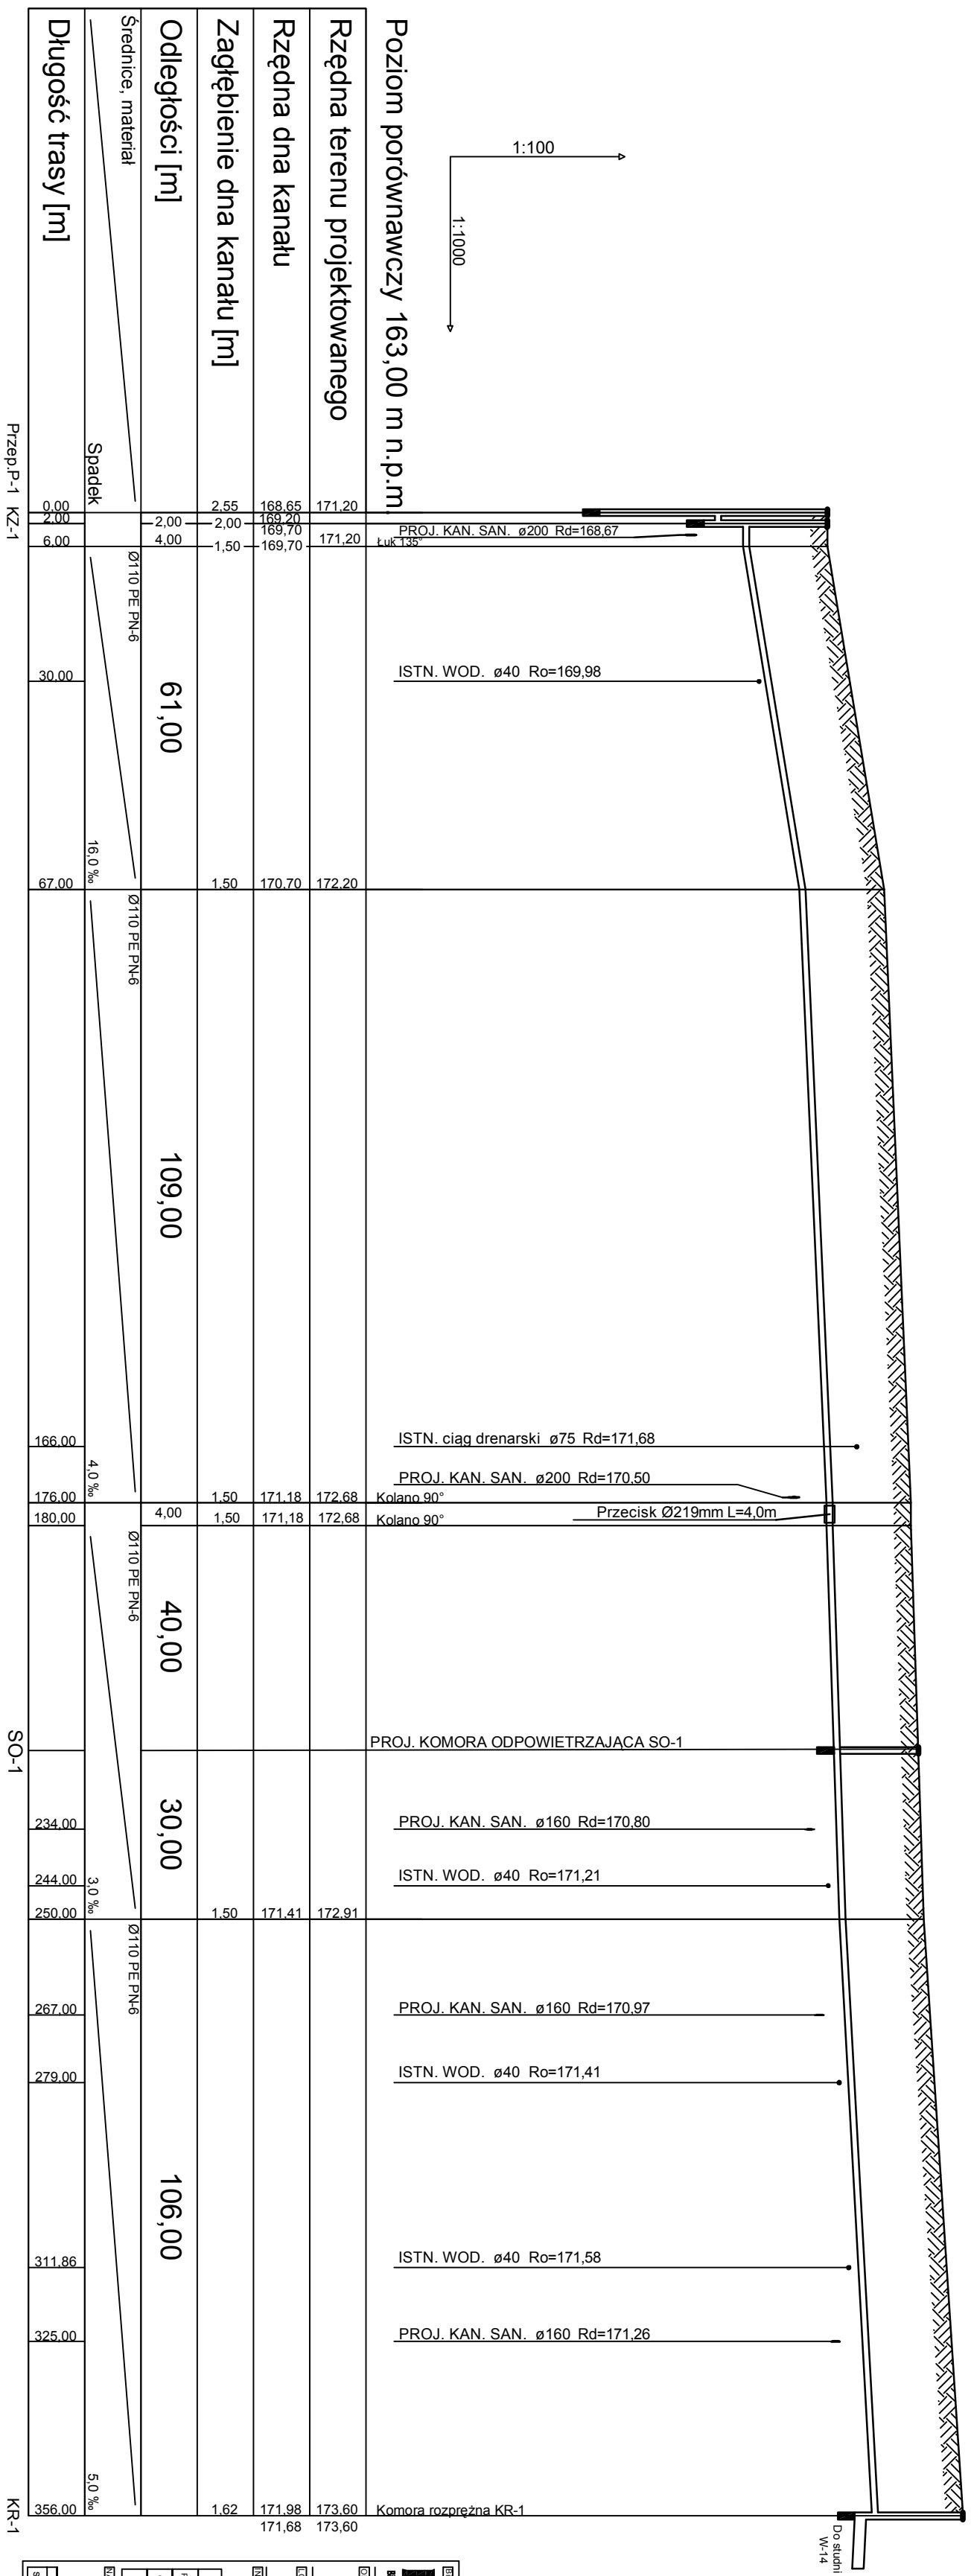 1:100
1:1000
Poziom porównawczy 163,00 m n.p.m.
Rzędna terenu projektowanego
171,20
171,20
172,20
172,68
172,68
172,91
173,60
173,60
Rzędna dna kanału
168,65
169,20
169,70
169,70
170,70
171,18
171,18
171,41
171,98
171,68
Zagłębienie dna kanału [m]
2,55
2,00
1,50
1,50
1,50
1,50
1,50
1,62
Odległości [m]
2,00
4,00
61,00
109,00
4,00
40,00
30,00
106,00
Średnice, materiał
Spadek
Ø110 PE PN-6
16,0 ‰
Ø110 PE PN-6
4,0 ‰
Ø110 PE PN-6
3,0 ‰
Ø110 PE PN-6
5,0 ‰
Długość trasy [m]
0,00
2,00
6,00
30,00
67,00
166,00
176,00
180,00
234,00
244,00
250,00
267,00
279,00
311.86
325,00
356,00
Przep.P-1
KZ-1
SO-1
KR-1
PROJ. KAN. SAN. ø200 Rd=168,67
Łuk 135°
ISTN. WOD. ø40 Ro=169,98
ISTN. ciąg drenarski ø75 Rd=171,68
PROJ. KAN. SAN. ø200 Rd=170,50
Kolano 90°
Kolano 90°
Przecisk Ø219mm L=4,0m
PROJ. KOMORA ODPOWIETRZAJĄCA SO-1
PROJ. KAN. SAN. ø160 Rd=170,80
ISTN. WOD. ø40 Ro=171,21
PROJ. KAN. SAN. ø160 Rd=170,97
ISTN. WOD. ø40 Ro=171,41
ISTN. WOD. ø40 Ro=171,58
PROJ. KAN. SAN. ø160 Rd=171,26
Komora rozprężna KR-1
Do studni
W-14